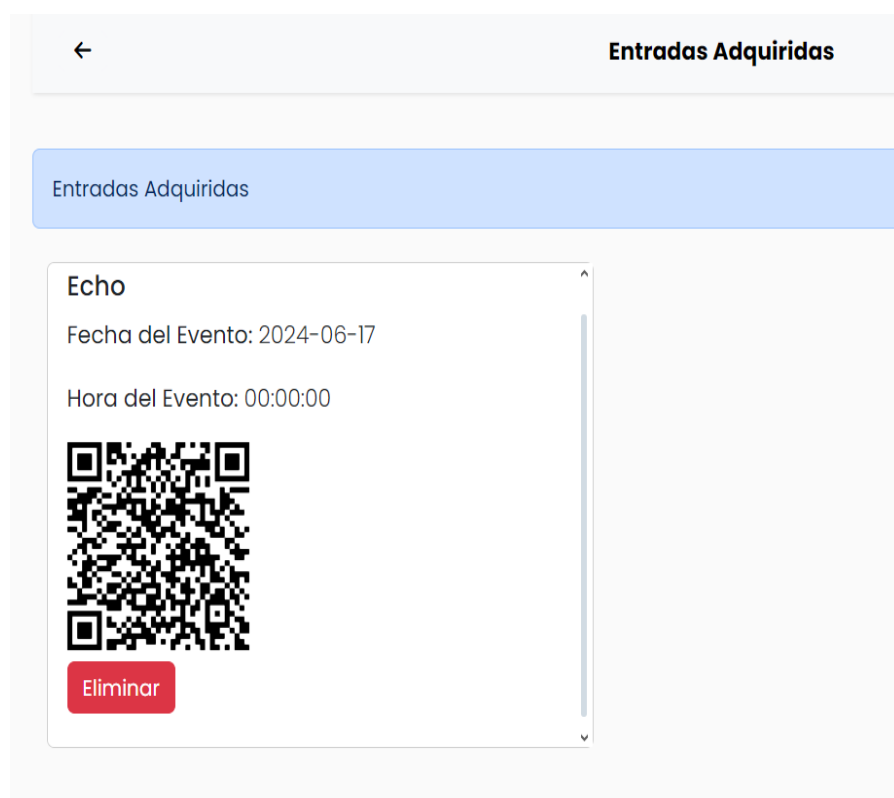 Entradas Adquiridas
Entradas Adquiridas
Echo
Fecha del Evento: 2024-06-17
Hora del Evento: 00:00:00
Eliminar